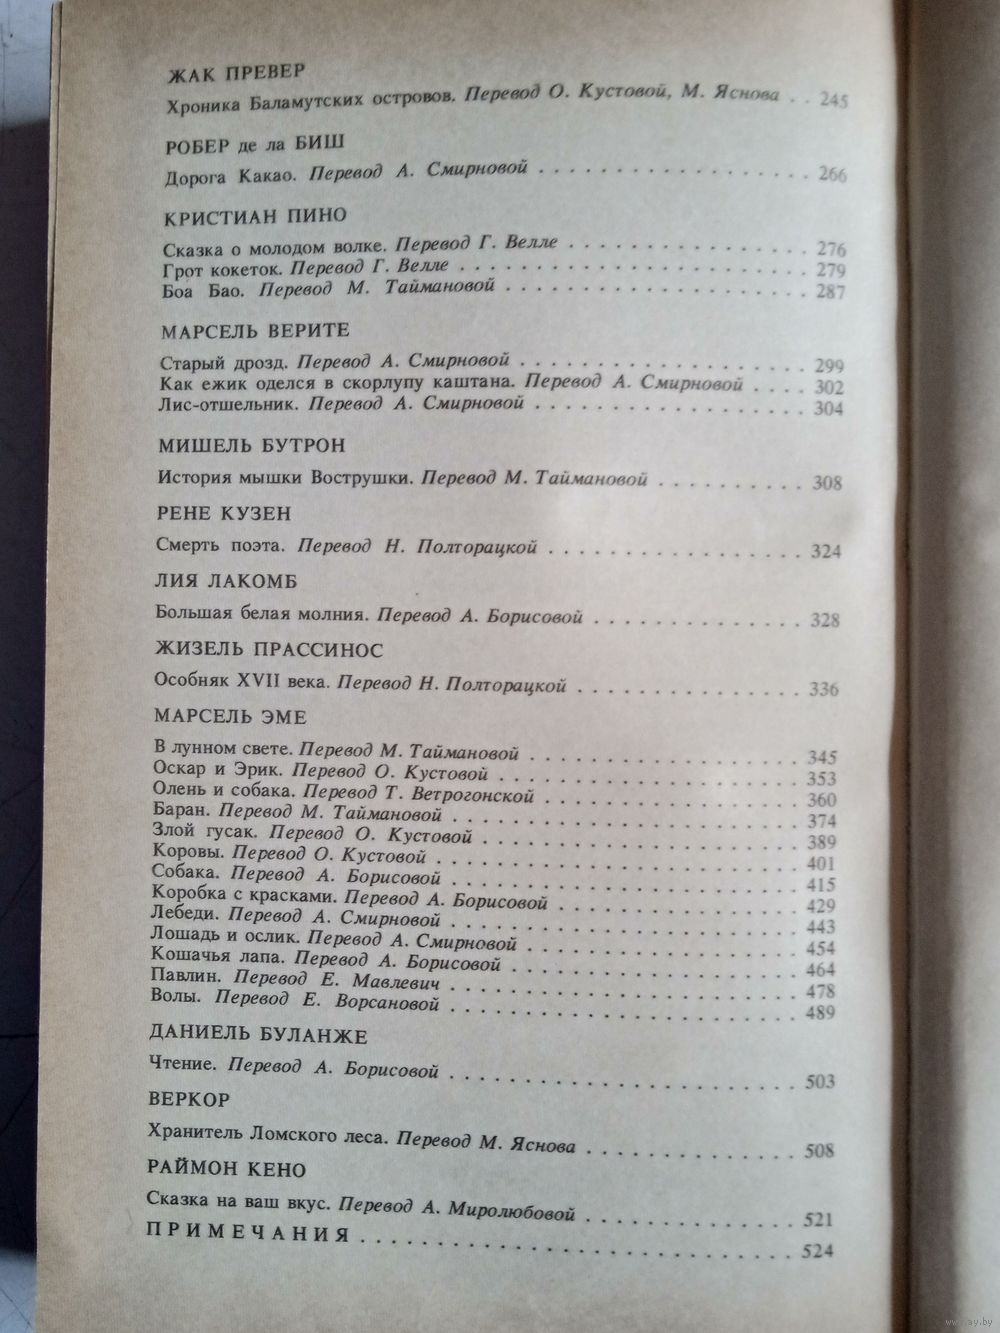 ЖАК ПРЕВЕР
Хроника Баламутских островов. Перевод О. Кустовой, М. Яснова . . 245
РОБЕР де ла БИШ
Дорога Какао. Перевод А. Смирновой . . . . . . . . . . . . . . . 266
КРИСТИАН ПИНО
Сказка о молодом волке. Перевод Г. Велле . . . . . . . . . . . . . 276
Грот кокеток. Перевод Г. Велле . . . . . . . . . . . . . . . . . . 279
Боа Бао. Перевод М. Таймановой . . . . . . . . . . . . . . . . 287
МАРСЕЛЬ ВЕРИТЕ
Старый дрозд. Перевод А. Смирновой . . . . . . . . . . . . . . . 299
Как ежик оделся в скорлупу каштана. Перевод А. Смирновой . . . . 302
Лис-отшельник. Перевод А. Смирновой . . . . . . . . . . . . . . 304
МИШЕЛЬ БУТРОН
История мышки Вострушки. Перевод М. Таймановой . . . . . . . . 308
РЕНЕ КУЗЕН
Смерть поэта. Перевод Н. Полторацкой . . . . . . . . . . . . . . 324
ЛИЯ ЛАКОМБ
Большая белая молния. Перевод А. Борисовой . . . . . . . . . . . 328
ЖИЗЕЛЬ ПРАССИНОС
Особняк XVII века. Перевод Н. Полторацкой . . . . . . . . . . . . 336
МАРСЕЛЬ ЭМЕ
В лунном свете. Перевод М. Таймановой . . . . . . . . . . . . . . 345
Оскар и Эрик. Перевод О. Кустовой . . . . . . . . . . . . . . . . 353
Олень и собака. Перевод Т. Ветрогонской . . . . . . . . . . . . . . 360
Баран. Перевод М. Таймановой . . . . . . . . . . . . . . . . . . 374
Злой гусак. Перевод О. Кустовой . . . . . . . . . . . . . . . . . 389
Коровы. Перевод О. Кустовой . . . . . . . . . . . . . . . . . . . 401
Собака. Перевод А. Борисовой . . . . . . . . . . . . . . . . . . 415
Коробка с красками. Перевод А. Борисовой . . . . . . . . . . . . . 429
Лебеди. Перевод А. Смирновой . . . . . . . . . . . . . . . . . . 443
Лошадь и ослик. Перевод А. Смирновой . . . . . . . . . . . . . . 454
Кошачья лапа. Перевод А. Борисовой . . . . . . . . . . . . . . . 464
Павлин. Перевод Е. Мавлевич . . . . . . . . . . . . . . . . . . 478
Волы. Перевод Е. Ворсановой . . . . . . . . . . . . . . . . . . 489
ДАНИЕЛЬ БУЛАНЖЕ
Чтение. Перевод А. Борисовой . . . . . . . . . . . . . . . . . . 503
ВЕРКОР
Хранитель Ломского леса. Перевод М. Яснова . . . . . . . . . . . 508
РАЙМОН КЕНО
Сказка на ваш вкус. Перевод А. Миролюбовой . . . . . . . . . . . 521
ПРИМЕЧАНИЯ . . . . . . . . . . . . . . . . . . . . . . . 524
www.ay.by